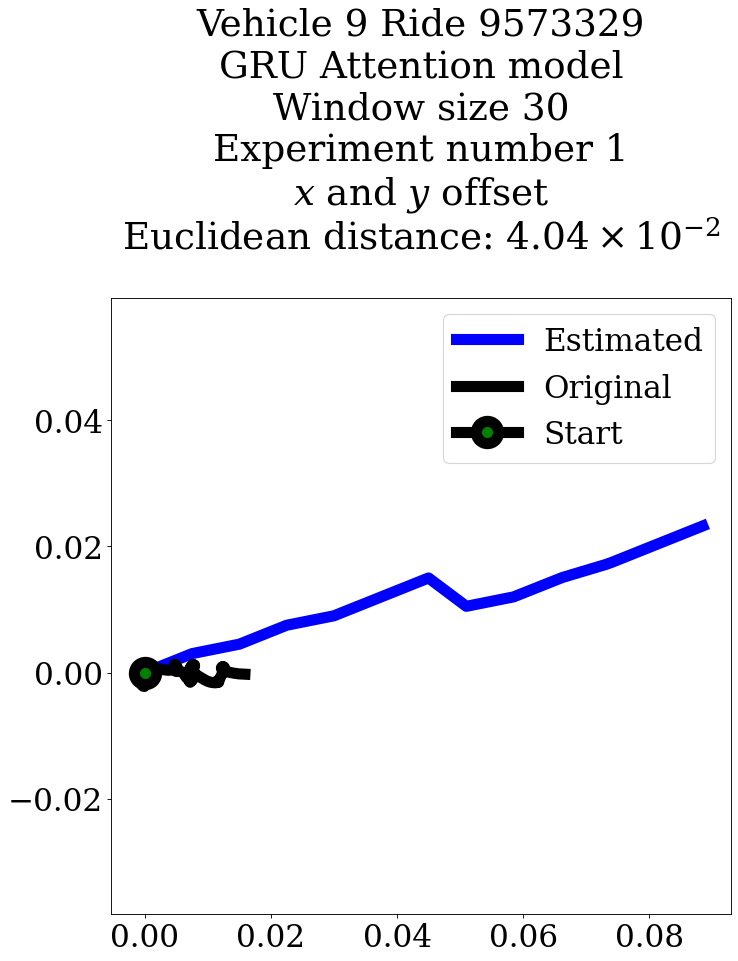 Vehicle 9 Ride 9573329
GRU Attention model
Window size 30
Experiment number 1
x and y offset
Euclidean distance: 4.04 × 10⁻²
Estimated
Original
Start
0.04
0.02
0.00
−0.02
0.00 0.02 0.04 0.06 0.08